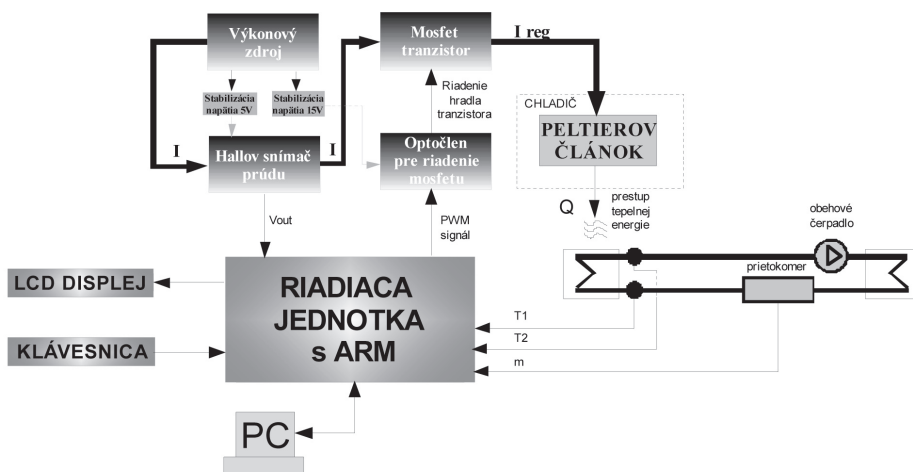 Výkonový
zdroj
Mosfet
tranzistor
I reg
Stabilizácia
napätia 5V
Stabilizácia
napätia 15V
Riadenie
hradla
tranzistora
CHLADIČ
PELTIEROV
ČLÁNOK
I
Hallov snímač
prúdu
I
Optočlen
pre riadenie
mosfetu
Q
prestup
tepelnej
energie
obehové
čerpadlo
Vout
PWM
signál
prietokomer
LCD DISPLEJ
RIADIACA
JEDNOTKA
s ARM
T1
T2
KLÁVESNICA
m
PC